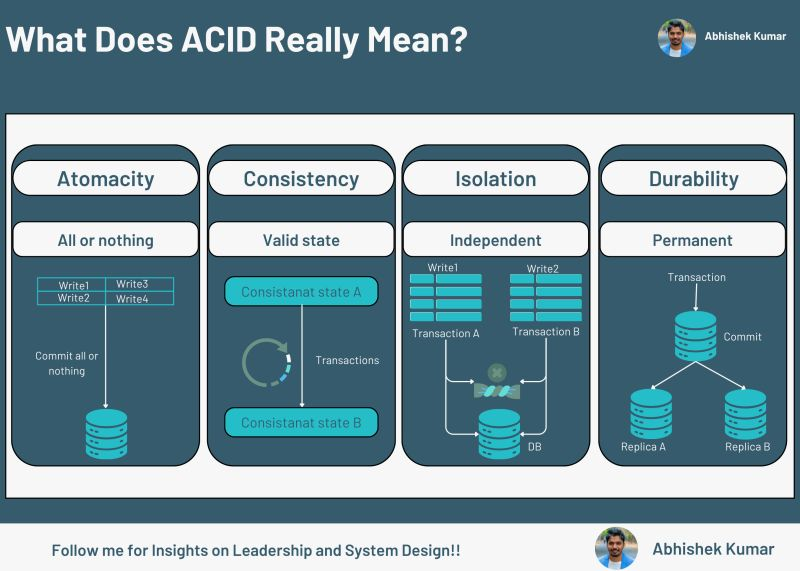 What Does ACID Really Mean?
Abhishek Kumar
Atomacity
All or nothing
Write1
Write3
Write2
Write4
Commit all or
nothing
Consistency
Valid state
Consistanat state A
Transactions
Consistanat state B
Isolation
Independent
Write1
Write2
Transaction A
Transaction B
DB
Durability
Permanent
Transaction
Commit
Replica A
Replica B
Follow me for Insights on Leadership and System Design!!
Abhishek Kumar